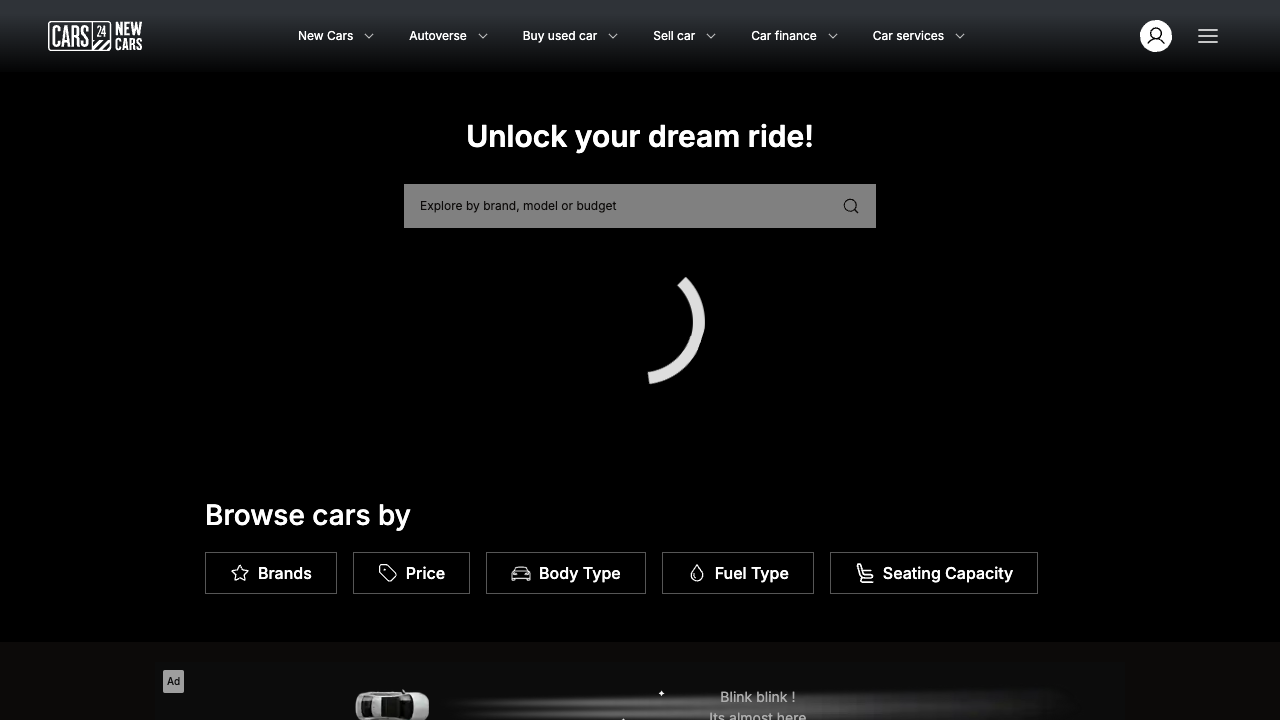 CARS 24 NEW CARS
New Cars
Autoverse
Buy used car
Sell car
Car finance
Car services
Unlock your dream ride!
Explore by brand, model or budget
Browse cars by
Brands
Price
Body Type
Fuel Type
Seating Capacity
Ad
Blink blink !
Its almost here